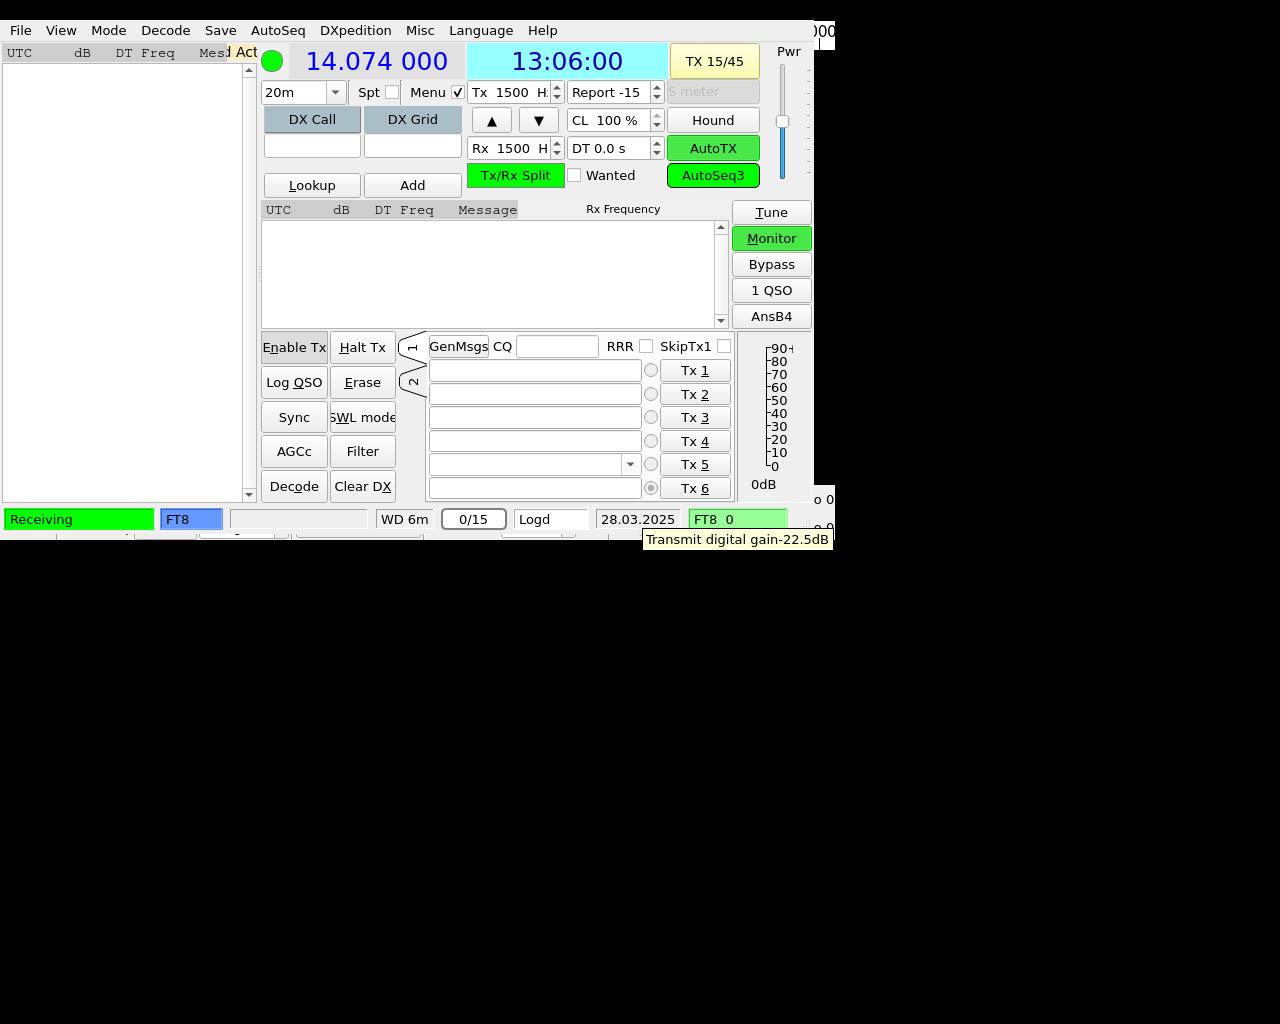 File View Mode Decode Save AutoSeq DXpedition Misc Language Help
UTC dB DT Freq Act
14.074 000 13:06:00 TX 15/45 Pwr
20m Spt Menu Tx 1500 Report -15 S meter
DX Call DX Grid ▲ ▼ CL 100 % Hound
Rx 1500 H DT 0.0 s AutoTX
Lookup Add Tx/Rx Split Wanted AutoSeq3
UTC dB DT Freq Message Rx Frequency
Tune
Monitor
Bypass
1 QSO
AnsB4
Enable Tx Halt Tx 1 GenMsgs CQ RRR SkipTx1
Log QSO Erase 2
Sync SWL mode
AGCc Filter
Decode Clear DX
Tx 1
Tx 2
Tx 3
Tx 4
Tx 5
Tx 6
90
80
70
60
50
40
30
20
10
0
0dB
Receiving FT8 WD 6m 0/15 Logd 28.03.2025 FT8 0
Transmit digital gain-22.5dB